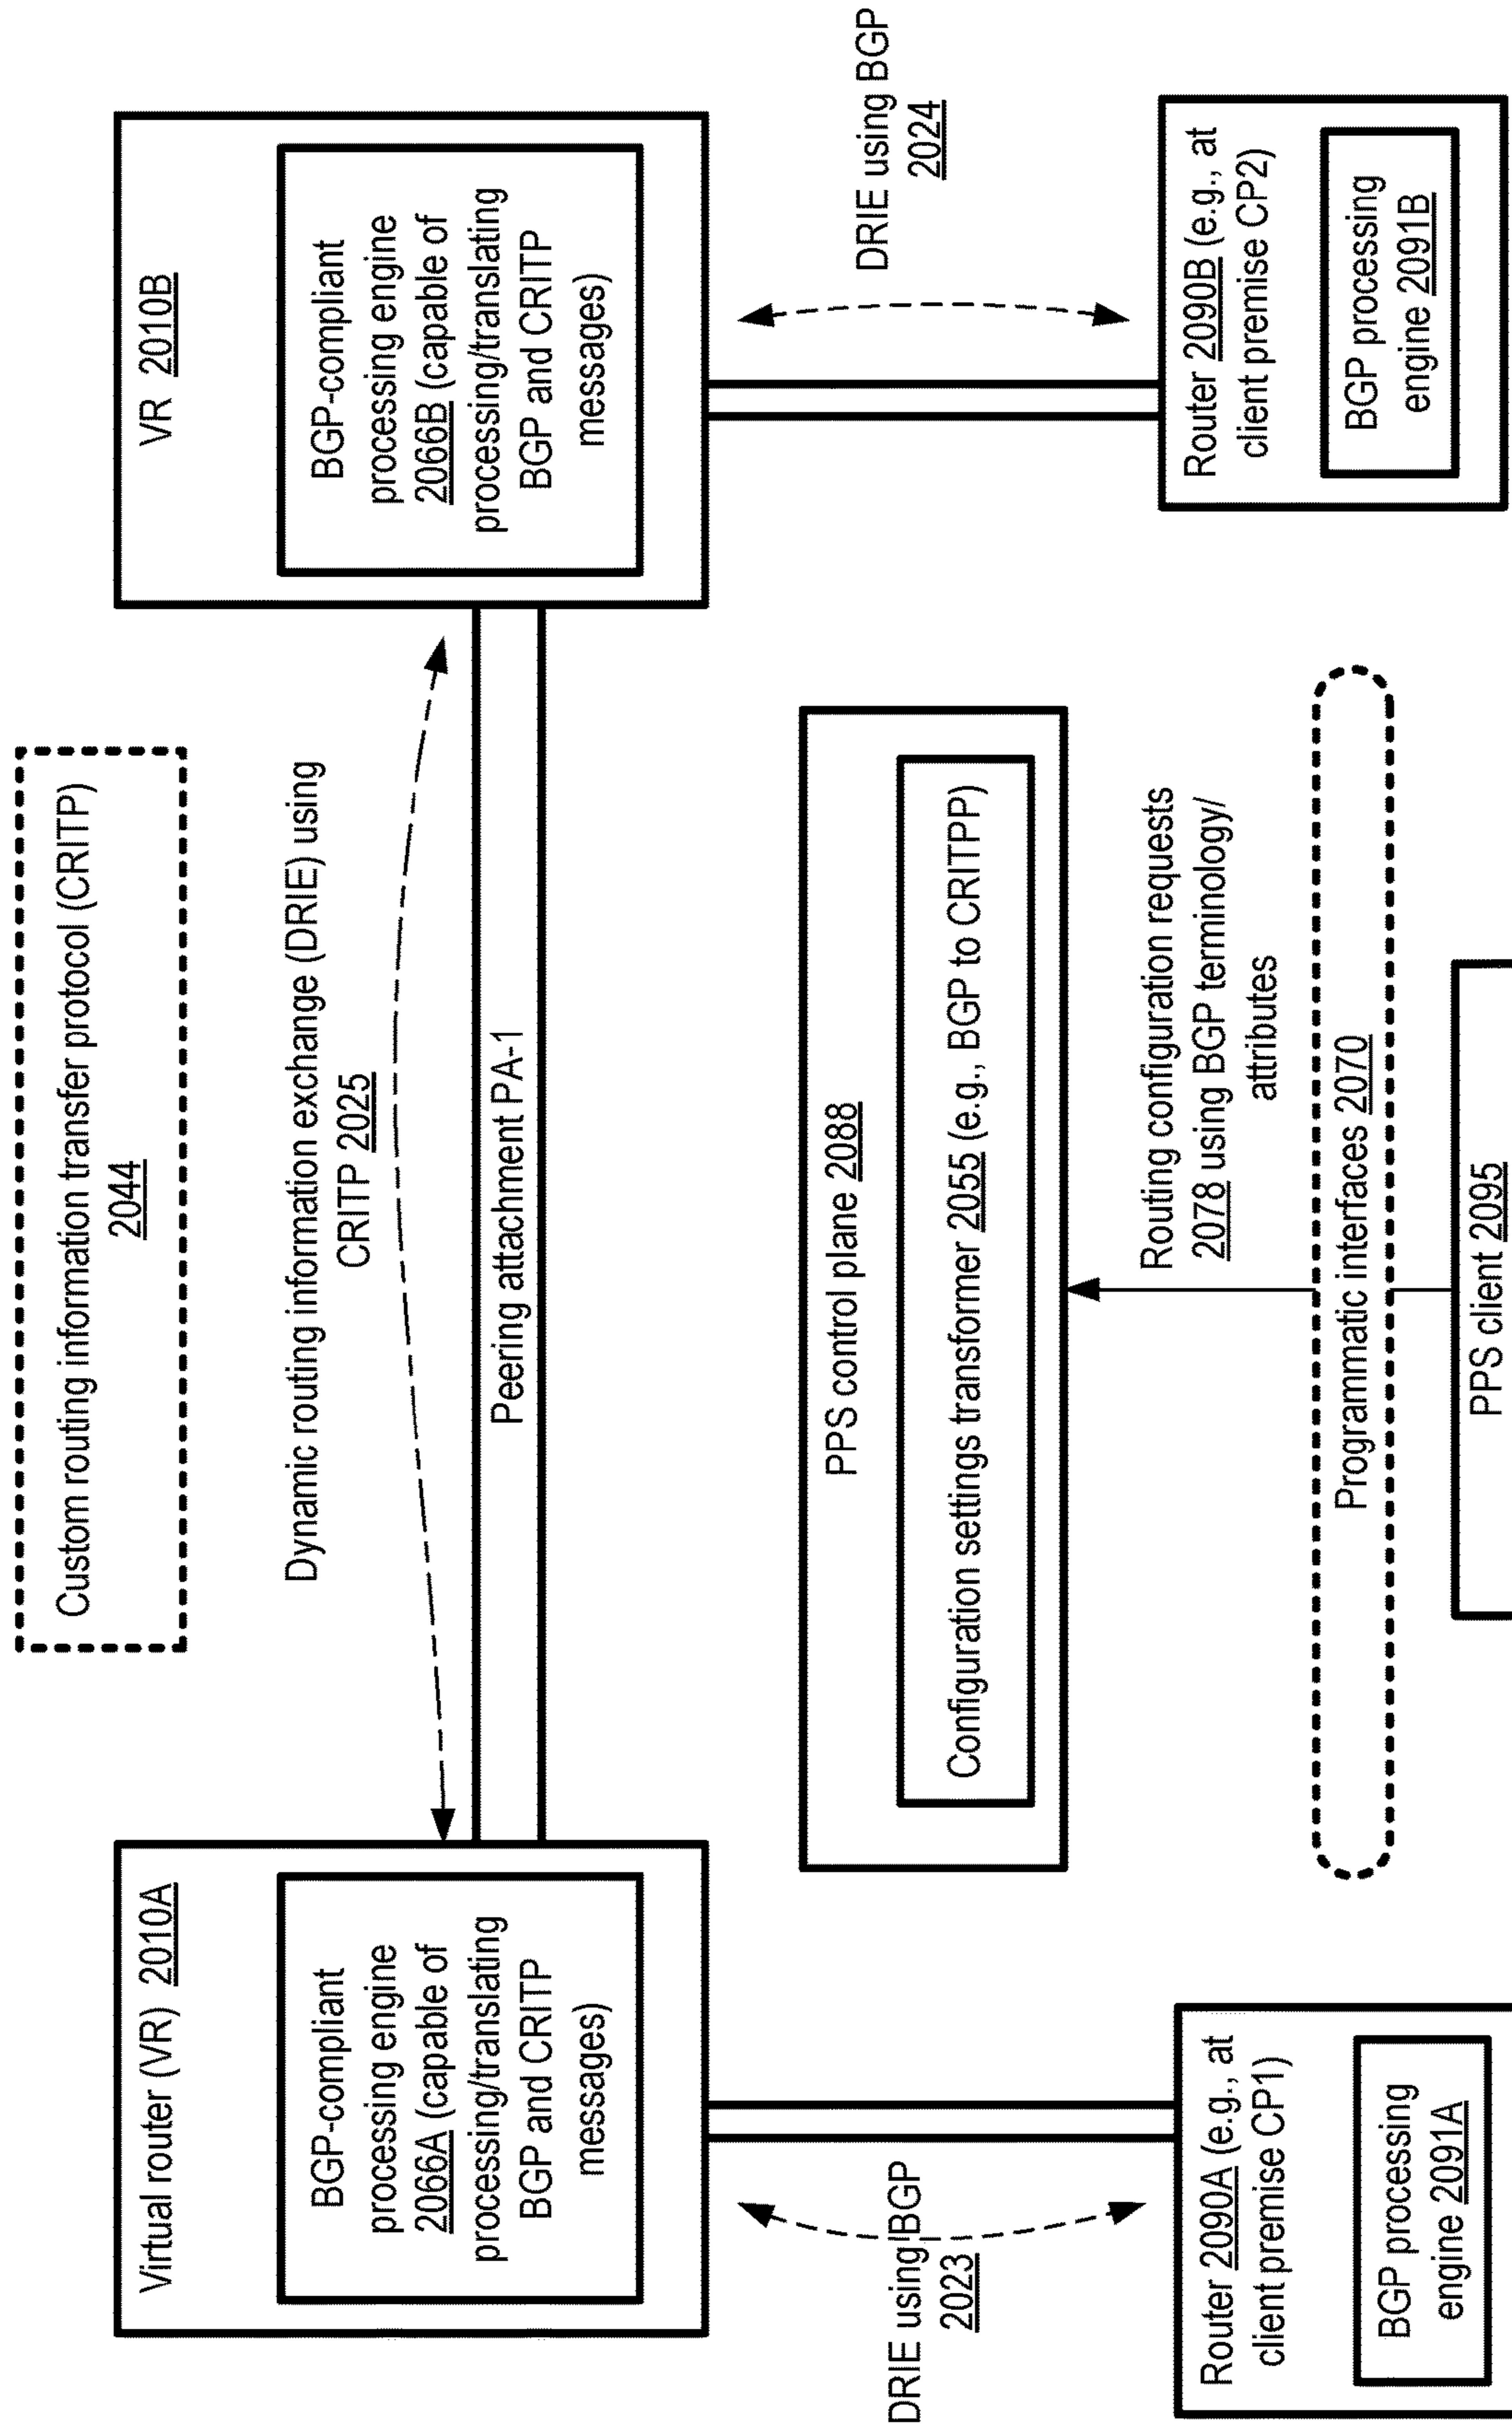 Custom routing information transfer protocol (CRITP)
2044
Dynamic routing information exchange (DRIE) using
CRITP 2025
Virtual router (VR) 2010A
BGP-compliant
processing engine
2066A (capable of
processing/translating
BGP and CRITP
messages)
Peering attachment PA-1
VR 2010B
BGP-compliant
processing engine
2066B (capable of
processing/translating
BGP and CRITP
messages)
DRIE using BGP
2023
PPS control plane 2088
Configuration settings transformer 2055 (e.g., BGP to CRITPP)
DRIE using BGP
2024
Routing configuration requests
2078 using BGP terminology/
attributes
Router 2090A (e.g., at
client premise CP1)
BGP processing
engine 2091A
Programmatic interfaces 2070
PPS client 2095
Router 2090B (e.g., at
client premise CP2)
BGP processing
engine 2091B